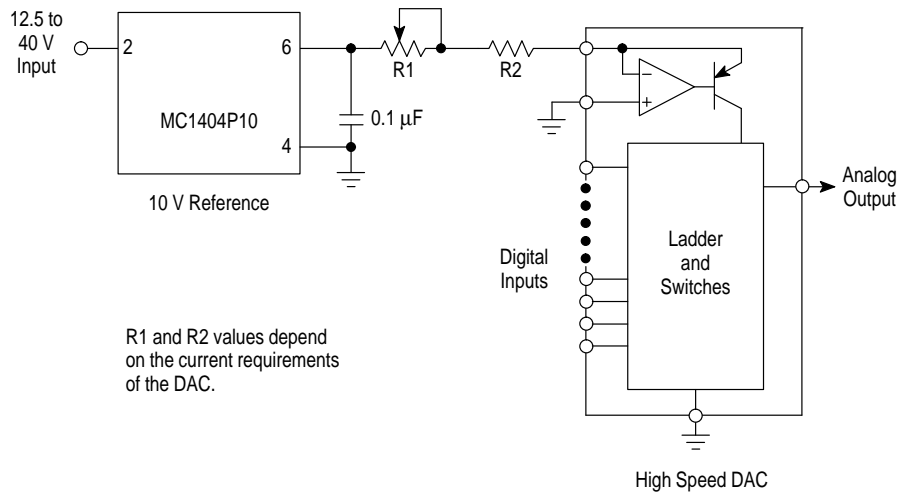 12.5 to
40 V
Input
2
6
MC1404P10
4
10 V Reference
0.1 μF
R1
R2
–
+
Ladder
and
Switches
Digital
Inputs
Analog
Output
R1 and R2 values depend
on the current requirements
of the DAC.
High Speed DAC